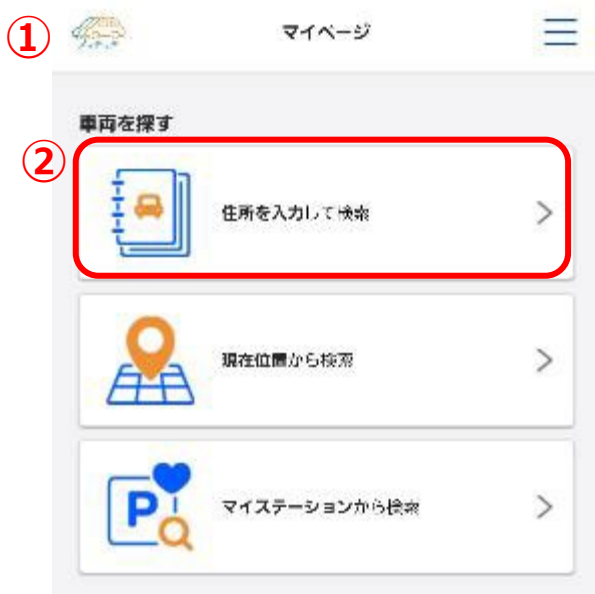 ①
マイページ
車両を探す
②
住所を入力して検索
現在位置から検索
P
マイステーションから検索